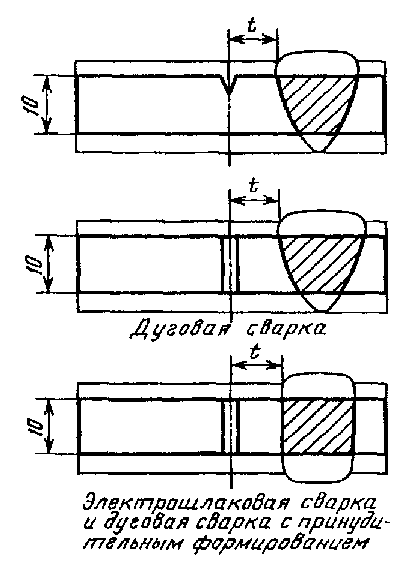 t
10
t
10
Дуговая сварка
t
10
Электрошлаковая сварка
и дуговая сварка с принуди-
тельным формированием